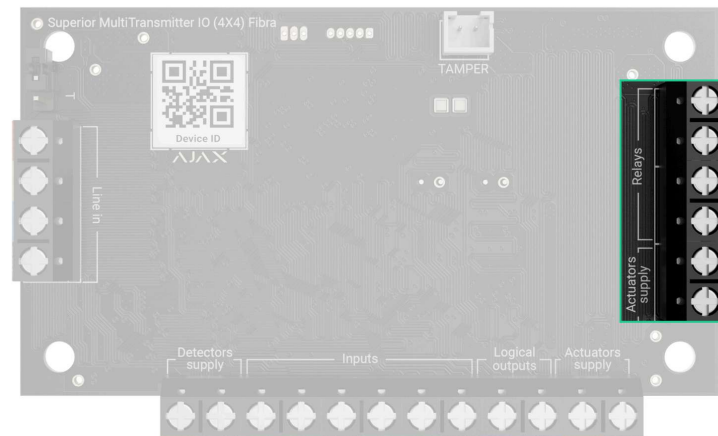 Superior MultiTransmitter IO (4X4) Fibra
TAMPER
T
Device ID
AJAX
Line in
Relays
Actuators
supply
Detectors
supply
Inputs
Logical
outputs
Actuators
supply